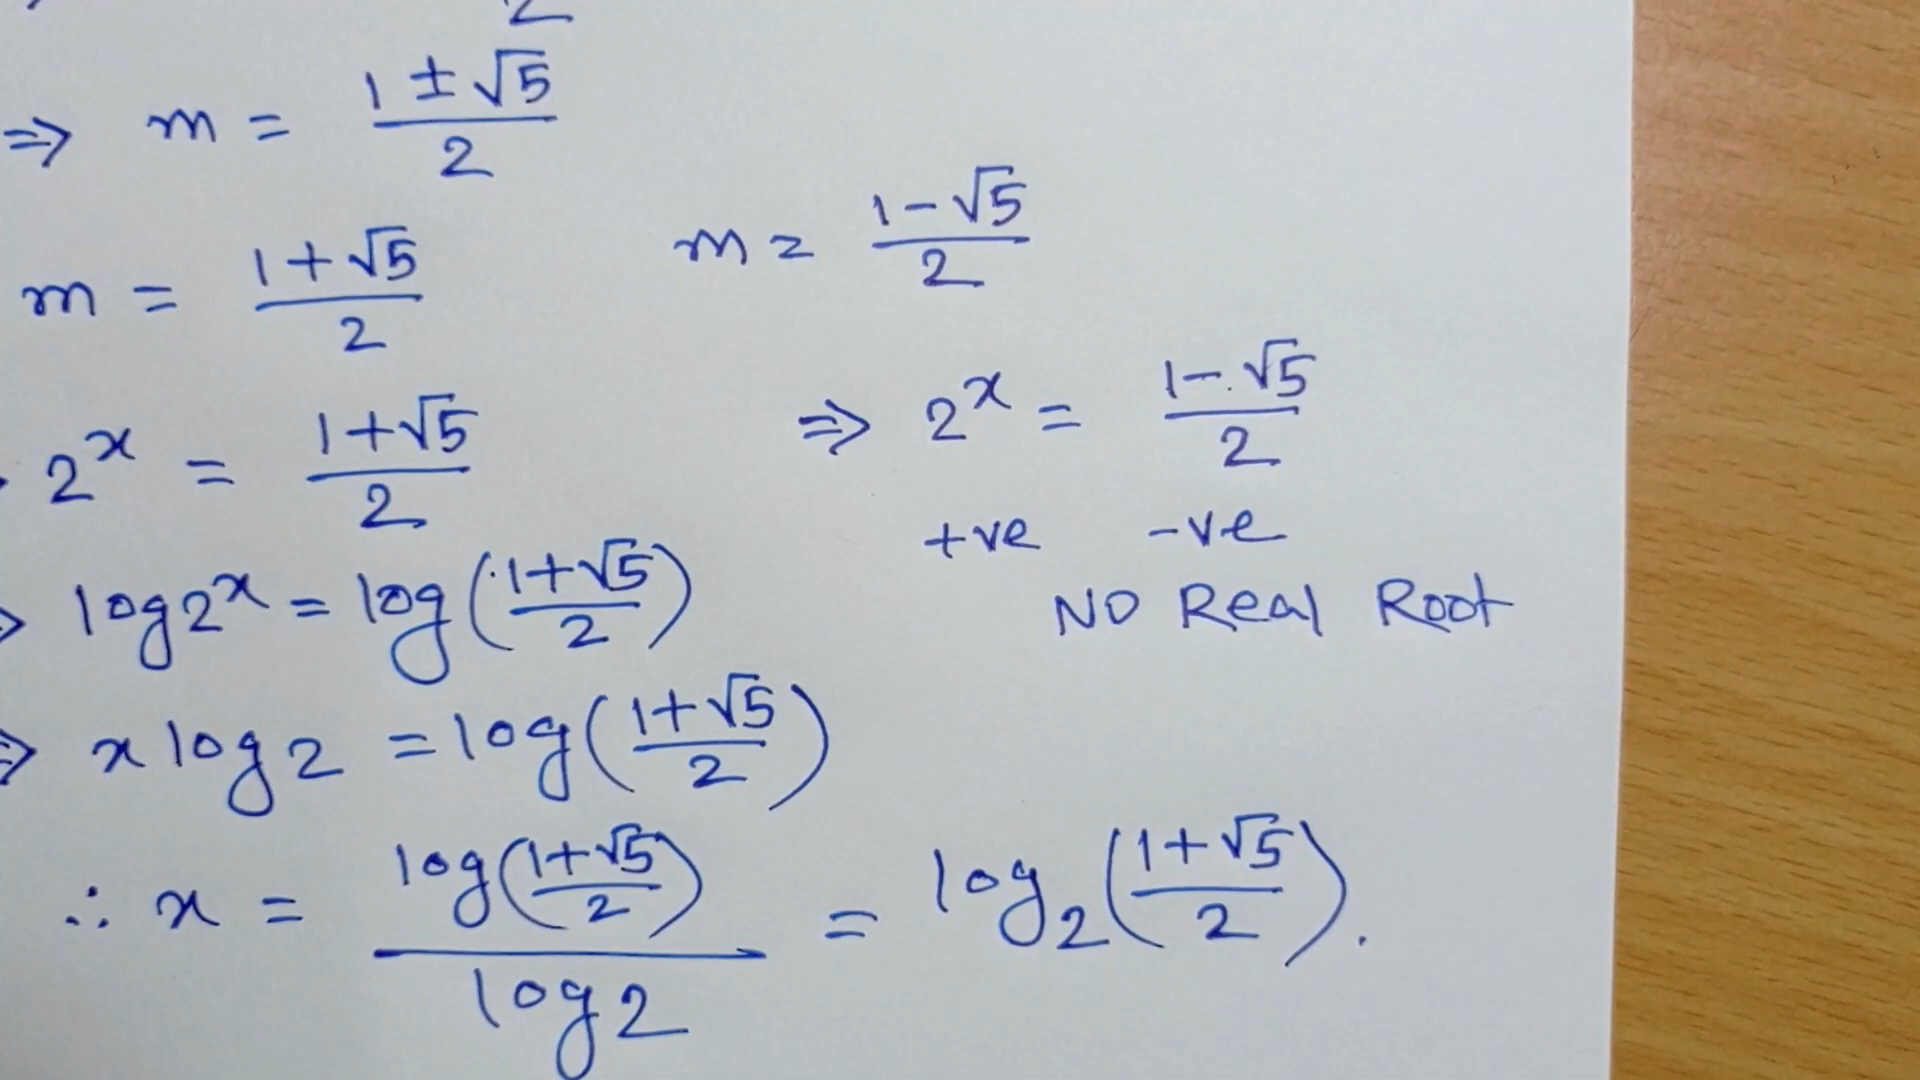 ⇒ m = (1 ± √5)/2
m = (1 + √5)/2
m = (1 - √5)/2
2^x = (1 + √5)/2
⇒ 2^x = (1 - √5)/2
+ve -ve
No Real Root
log 2^x = log((1 + √5)/2)
⇒ x log 2 = log((1 + √5)/2)
∴ x = log((1 + √5)/2) / log 2 = log₂((1 + √5)/2).